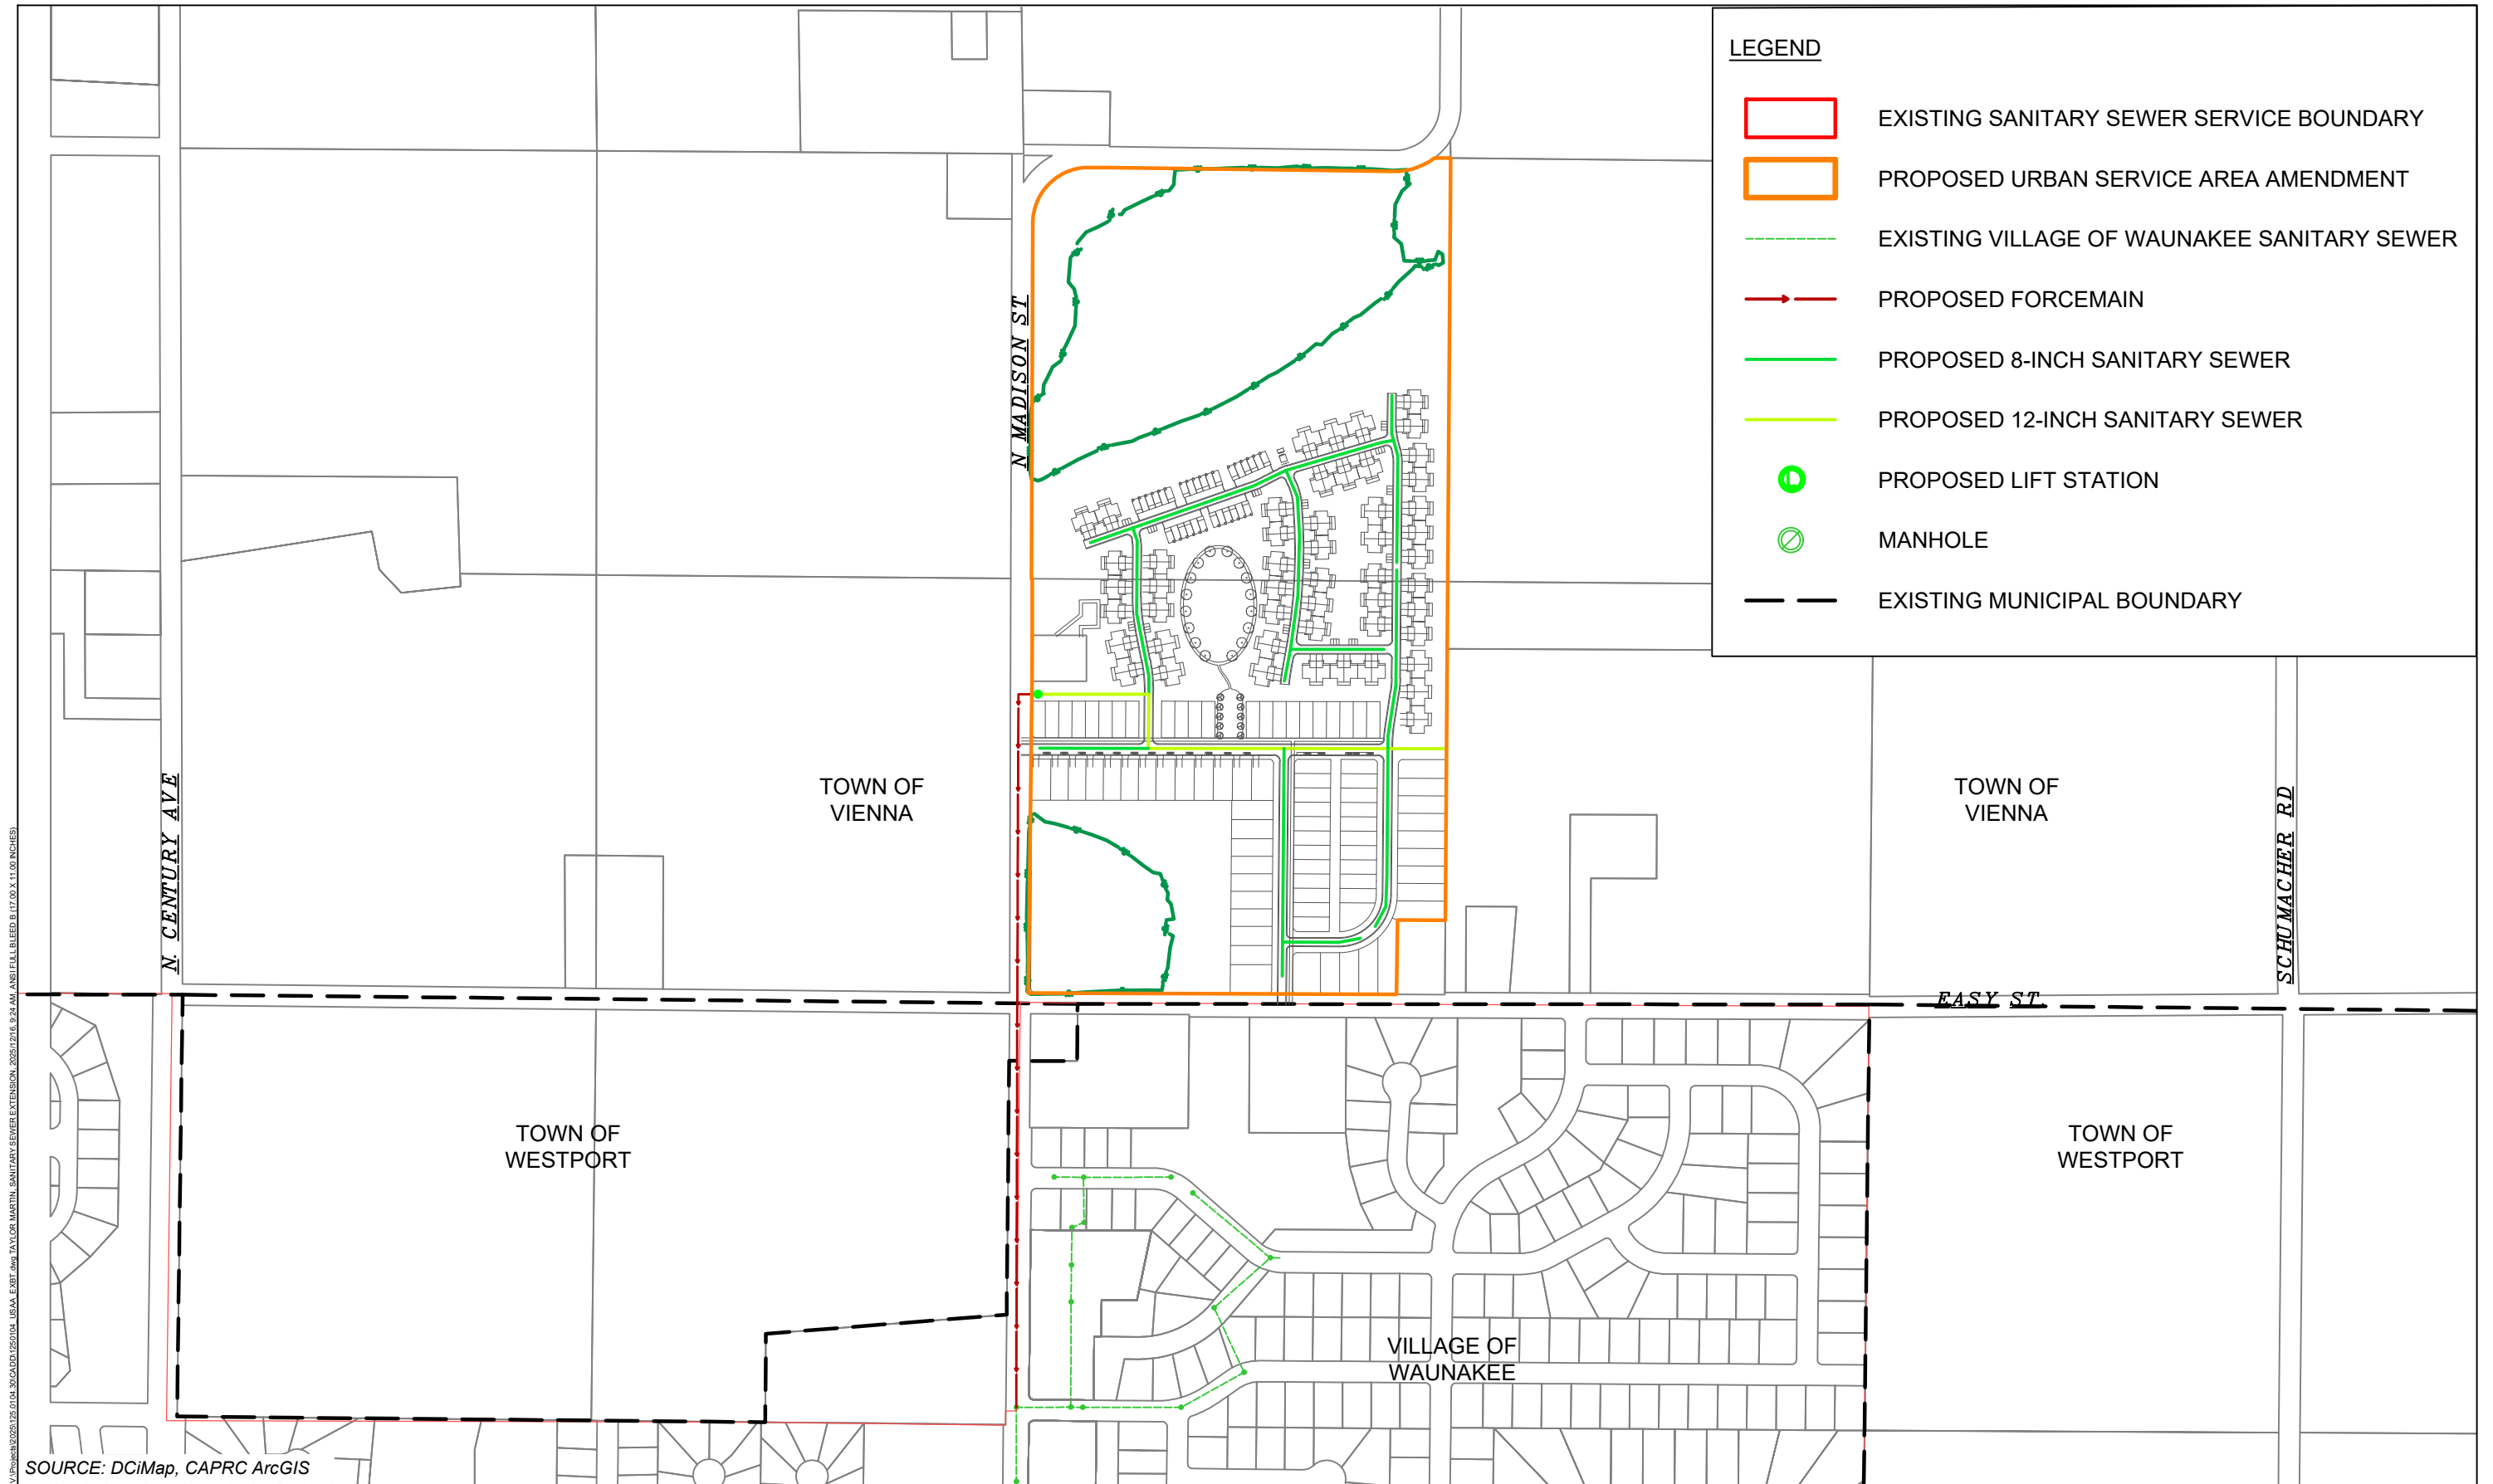 LEGEND
EXISTING SANITARY SEWER SERVICE BOUNDARY
PROPOSED URBAN SERVICE AREA AMENDMENT
EXISTING VILLAGE OF WAUNAKEE SANITARY SEWER
PROPOSED FORCEMAIN
PROPOSED 8-INCH SANITARY SEWER
PROPOSED 12-INCH SANITARY SEWER
PROPOSED LIFT STATION
MANHOLE
EXISTING MUNICIPAL BOUNDARY
N MADISON ST
N. CENTURY AVE
TOWN OF
VIENNA
TOWN OF
VIENNA
SCHUMACHER RD
EASY ST
TOWN OF
WESTPORT
TOWN OF
WESTPORT
VILLAGE OF
WAUNAKEE
SOURCE: DCiMap, CAPRC ArcGIS